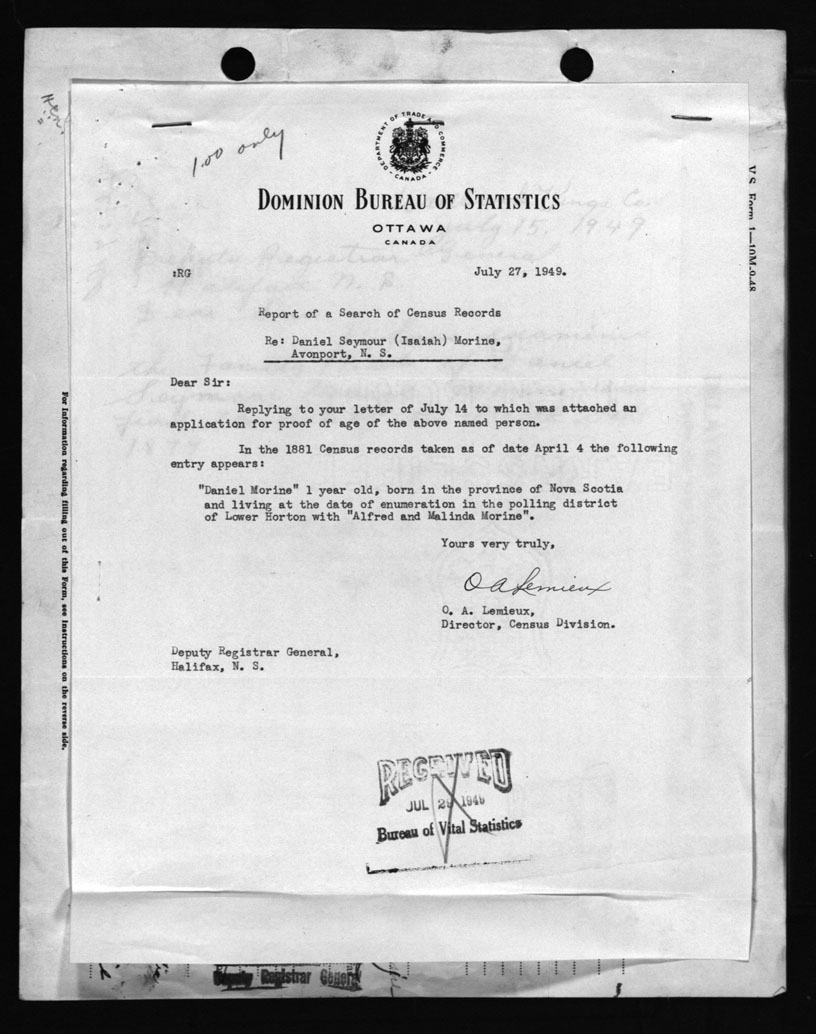 1.00 only
DEPARTMENT OF TRADE AND COMMERCE
CANADA
DOMINION BUREAU OF STATISTICS
OTTAWA
CANADA
:RG July 27, 1949.
Report of a Search of Census Records
Re: Daniel Seymour (Isaiah) Morine,
Avonport, N. S.
Dear Sir:
Replying to your letter of July 14 to which was attached an
application for proof of age of the above named person.
In the 1881 Census records taken as of date April 4 the following
entry appears:
"Daniel Morine" 1 year old, born in the province of Nova Scotia
and living at the date of enumeration in the polling district
of Lower Horton with "Alfred and Malinda Morine".
Yours very truly,
O A Lemieux
O. A. Lemieux,
Director, Census Division.
Deputy Registrar General,
Halifax, N. S.
RECEIVED
JUL 29 1949
Bureau of Vital Statistics
For Information regarding filling out of this Form, see Instructions on the reverse side.
V.S. Form 1—10M-9-48
Deputy Registrar General